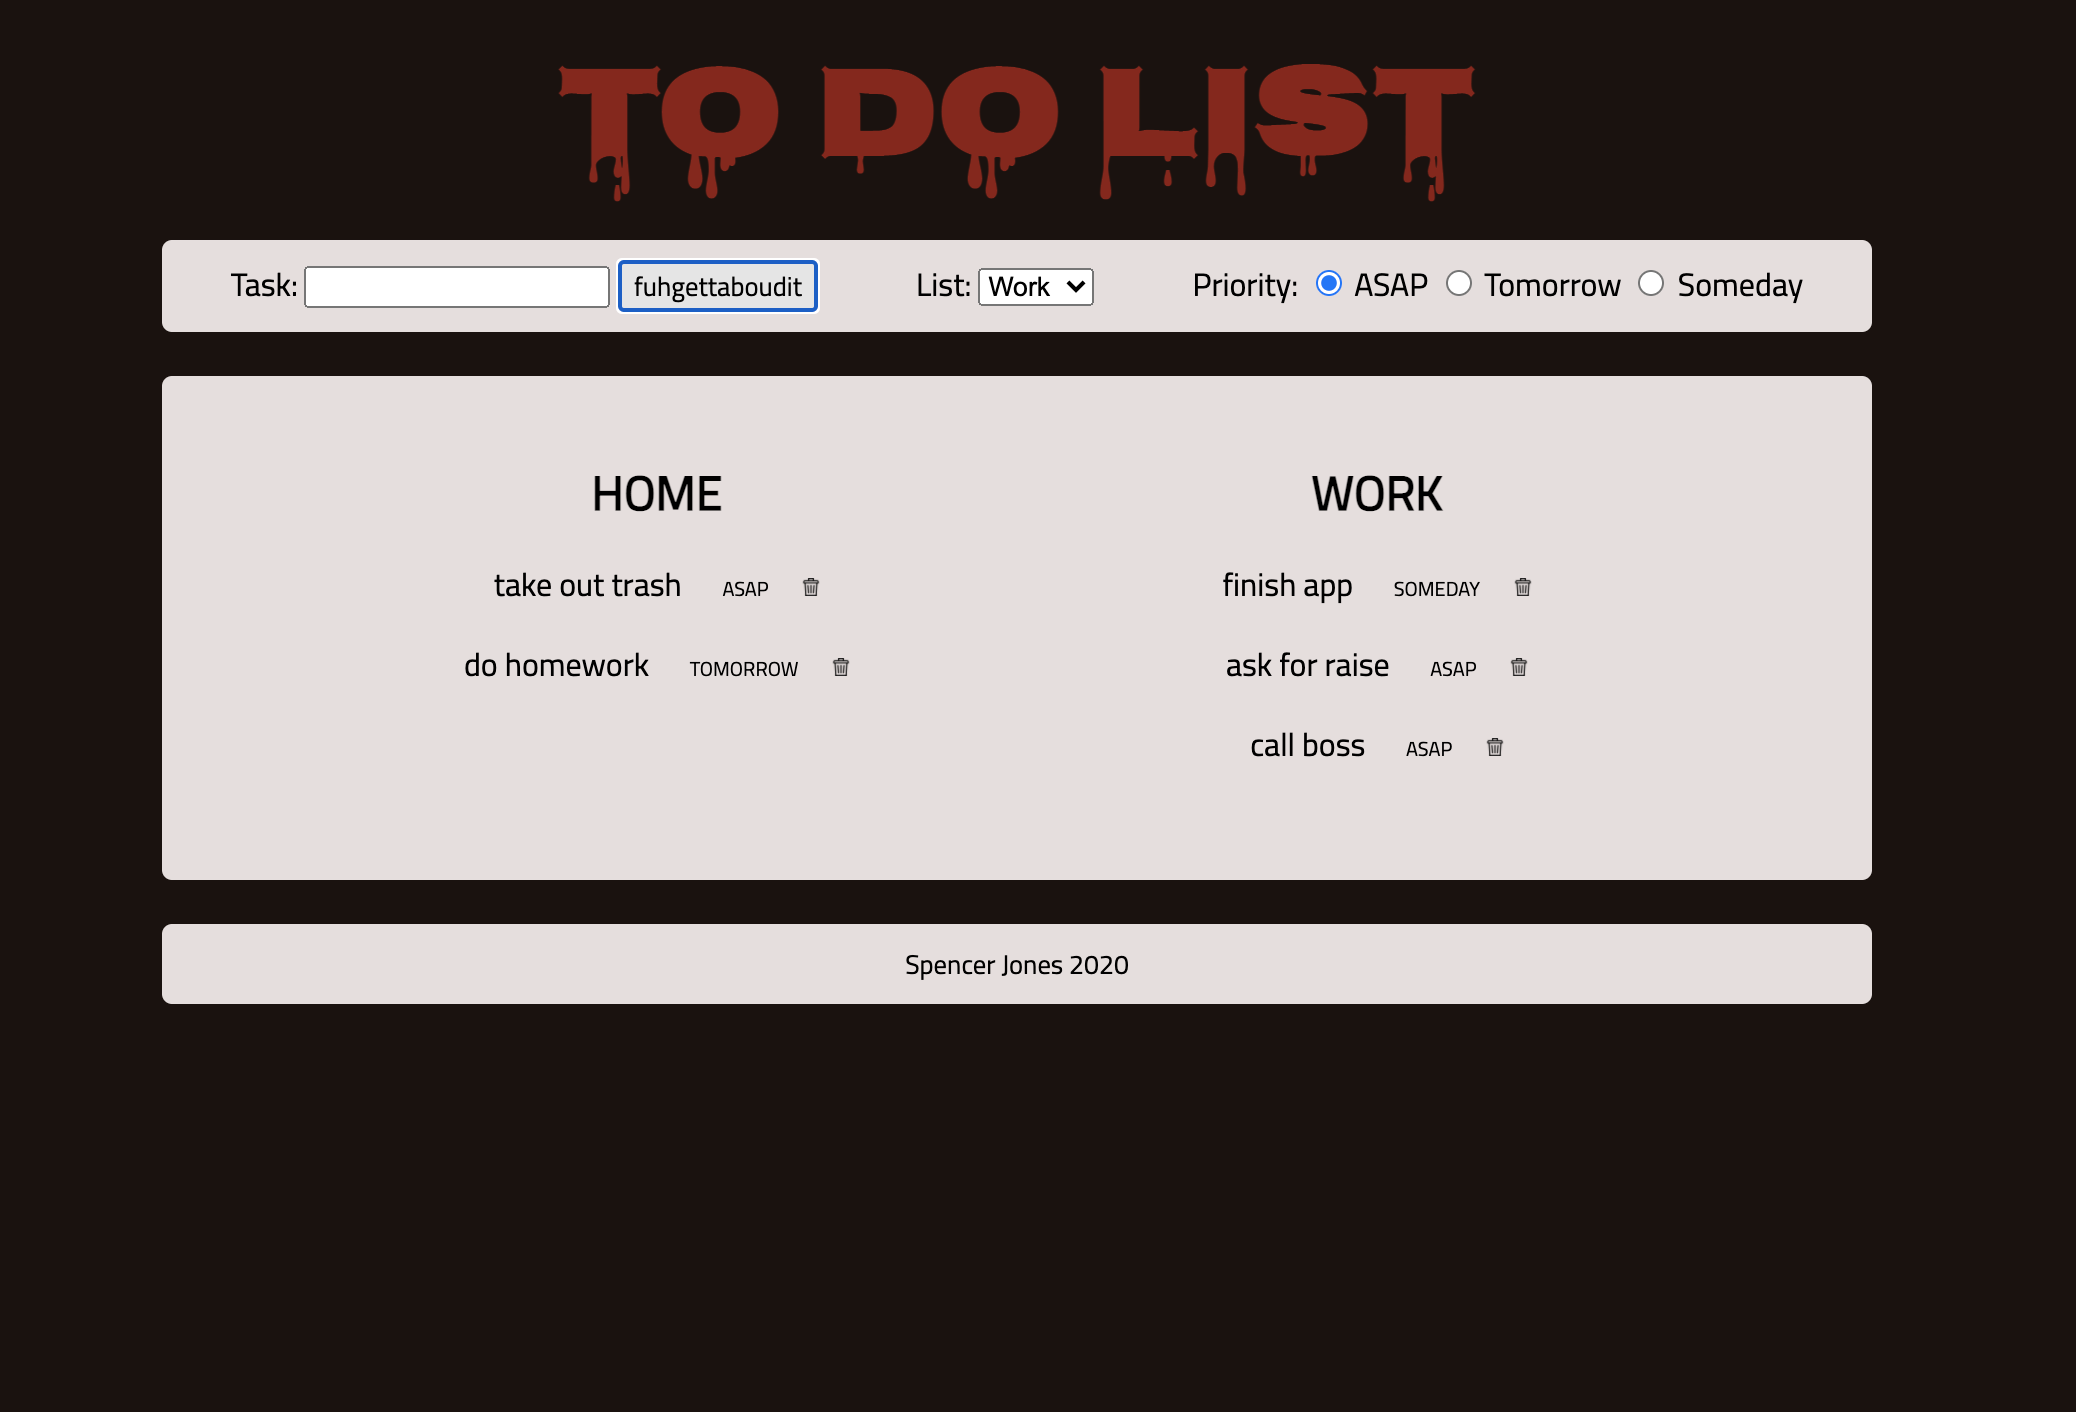 TO DO LIST
Task: fuhgettaboudit List: Work Priority: ASAP Tomorrow Someday
HOME
take out trash ASAP
do homework TOMORROW
WORK
finish app SOMEDAY
ask for raise ASAP
call boss ASAP
Spencer Jones 2020